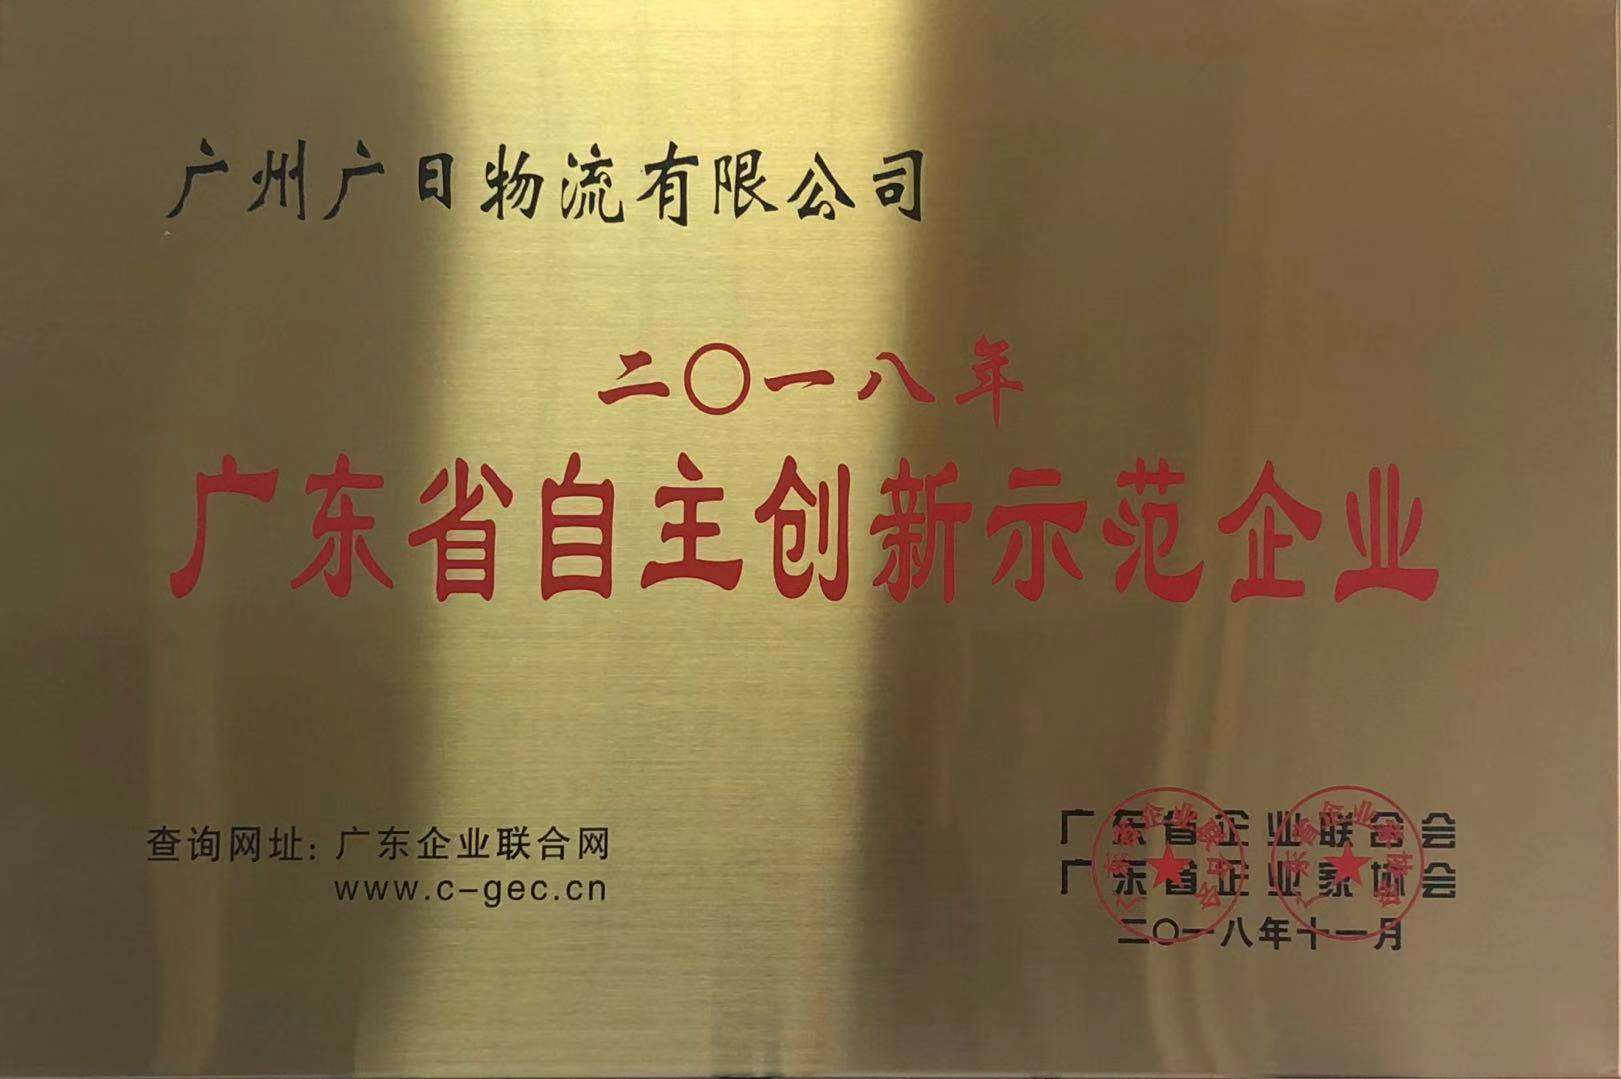 广州广日物流有限公司
二〇一八年
广东省自主创新示范企业
查询网址：广东企业联合网
www.c-gec.cn
广东省企业联合会
广东省企业家协会
二〇一八年十一月